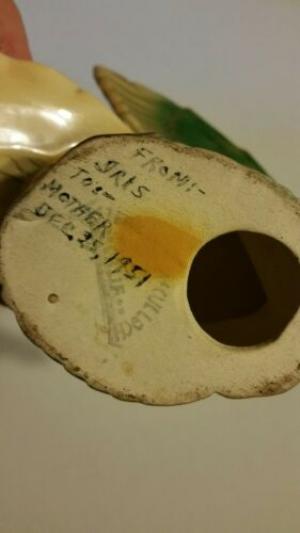 FROM:-
IRIS
TO:-
MOTHER
DEC. 25, 1951